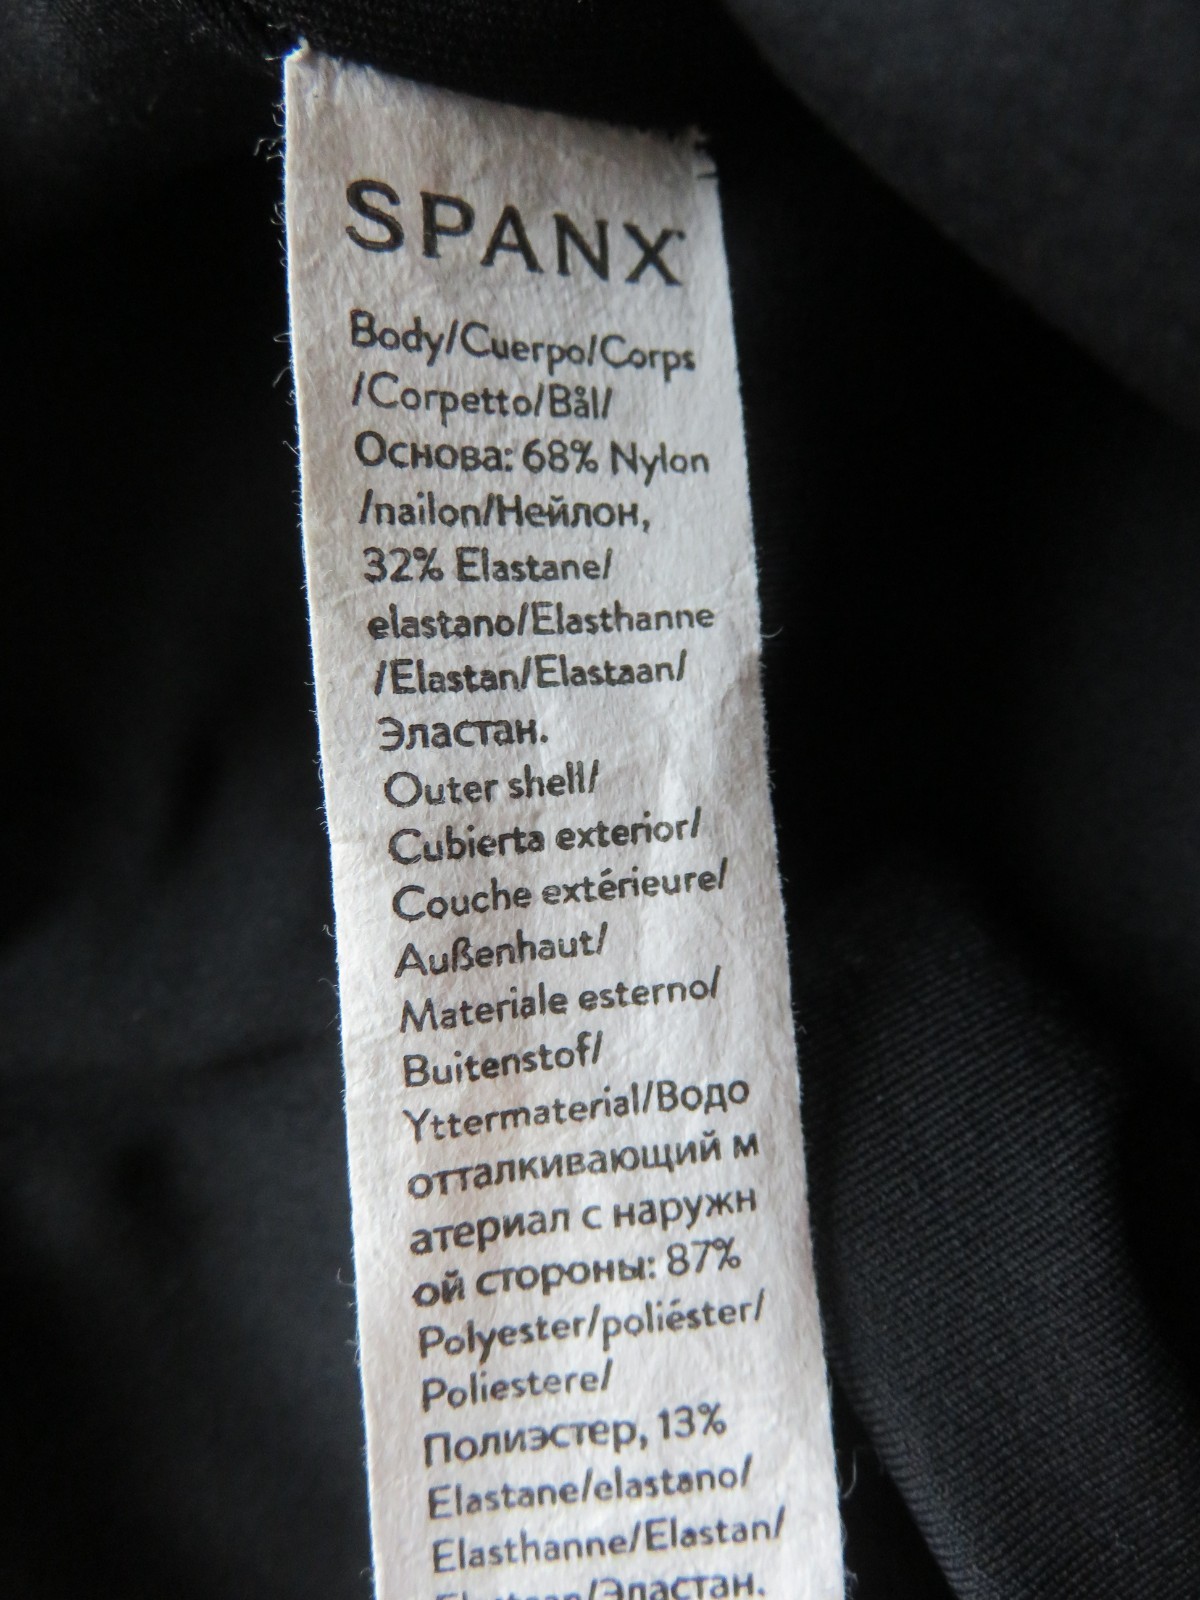 SPANX
Body/Cuerpo/Corps
/Corpetto/Bål/
Основа: 68% Nylon
/nailon/Нейлон,
32% Elastane/
elastano/Elasthanne
/Elastan/Elastaan/
Эластан.
Outer shell/
Cubierta exterior/
Couche extérieure/
Außenhaut/
Materiale esterno/
Buitenstof/
Yttermaterial/Водо
отталкивающий м
атериал с наружн
ой стороны: 87%
Polyester/poliéster/
Poliestere/
Полиэстер, 13%
Elastane/elastano/
Elasthanne/Elastan/
Elastaan/Эластан.